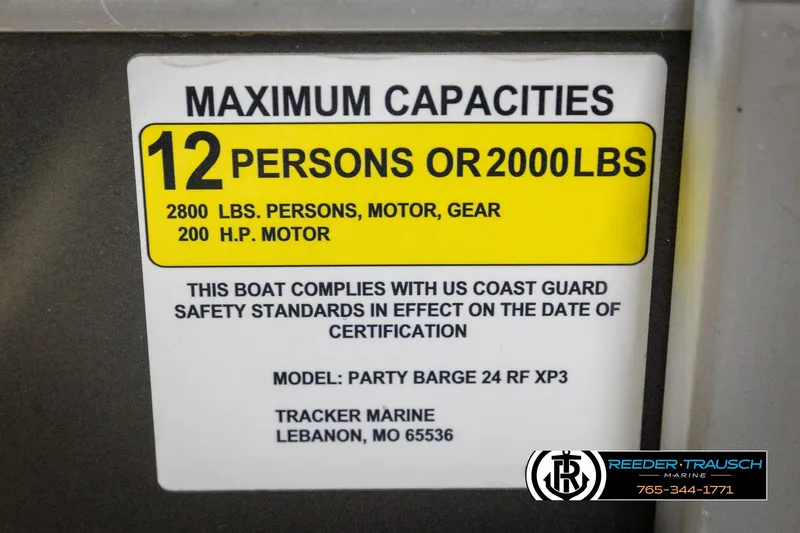 MAXIMUM CAPACITIES
12 PERSONS OR 2000 LBS
2800 LBS. PERSONS, MOTOR, GEAR
200 H.P. MOTOR
THIS BOAT COMPLIES WITH US COAST GUARD
SAFETY STANDARDS IN EFFECT ON THE DATE OF
CERTIFICATION
MODEL: PARTY BARGE 24 RF XP3
TRACKER MARINE
LEBANON, MO 65536
REEDER·TRAUSCH
MARINE
765-344-1771